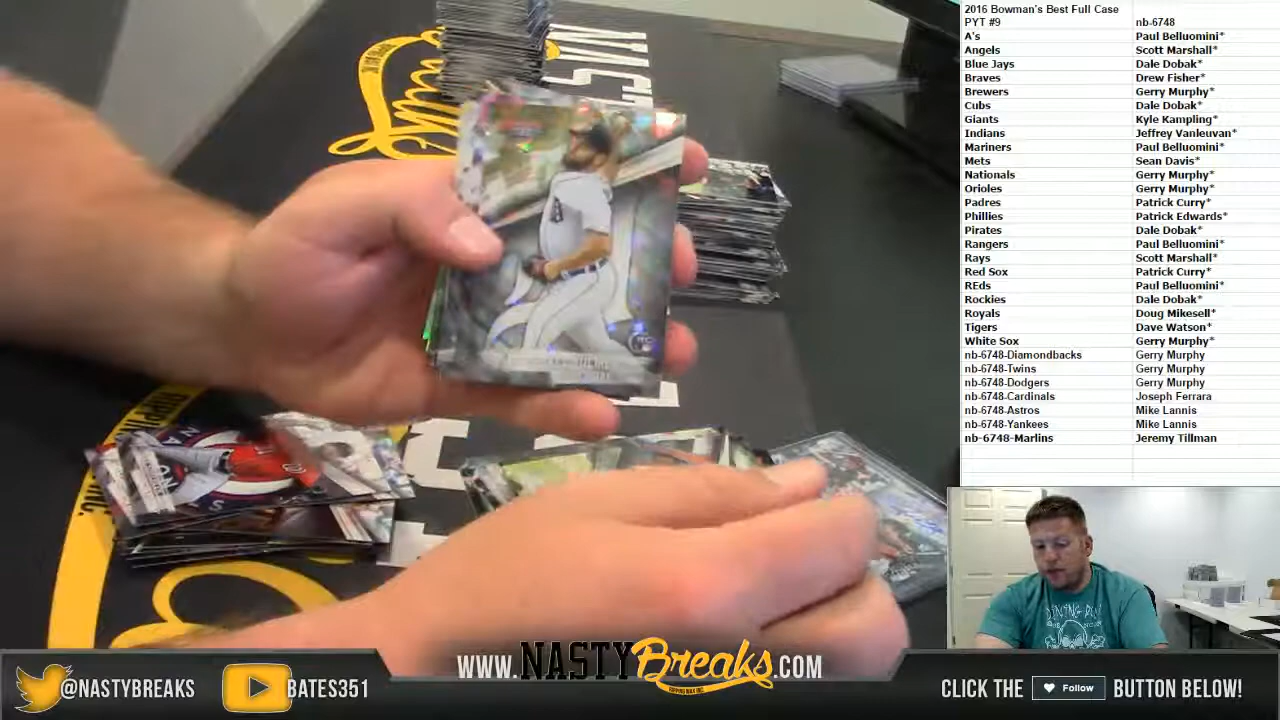 2016 Bowman's Best Full Case
PYT #9 nb-6748
A's Paul Belluomini*
Angels Scott Marshall*
Blue Jays Dale Dobak*
Braves Drew Fisher*
Brewers Gerry Murphy*
Cubs Dale Dobak*
Giants Kyle Kampling*
Indians Jeffrey Vanleuvan*
Mariners Paul Belluomini*
Mets Sean Davis*
Nationals Gerry Murphy*
Orioles Gerry Murphy*
Padres Patrick Curry*
Phillies Patrick Edwards*
Pirates Dale Dobak*
Rangers Paul Belluomini*
Rays Scott Marshall*
Red Sox Patrick Curry*
REds Paul Belluomini*
Rockies Dale Dobak*
Royals Doug Mikesell*
Tigers Dave Watson*
White Sox Gerry Murphy*
nb-6748-Diamondbacks Gerry Murphy
nb-6748-Twins Gerry Murphy
nb-6748-Dodgers Gerry Murphy
nb-6748-Cardinals Joseph Ferrara
nb-6748-Astros Mike Lannis
nb-6748-Yankees Mike Lannis
nb-6748-Marlins Jeremy Tillman
@NASTYBREAKS
BATES351
WWW.NASTYBreaks.COM
RIPPING WAX INC.
CLICK THE Follow BUTTON BELOW!